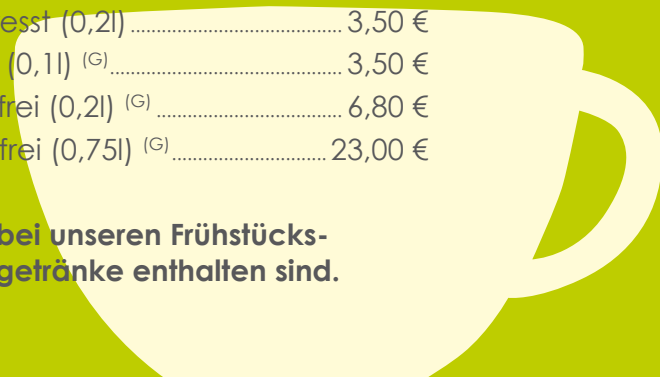 esst (0,2l) ........................................ 3,50 €
(0,1l) (G) ............................................ 3,50 €
frei (0,2l) (G) ................................... 6,80 €
frei (0,75l) (G) ............................. 23,00 €
bei unseren Frühstücks-
getränke enthalten sind.